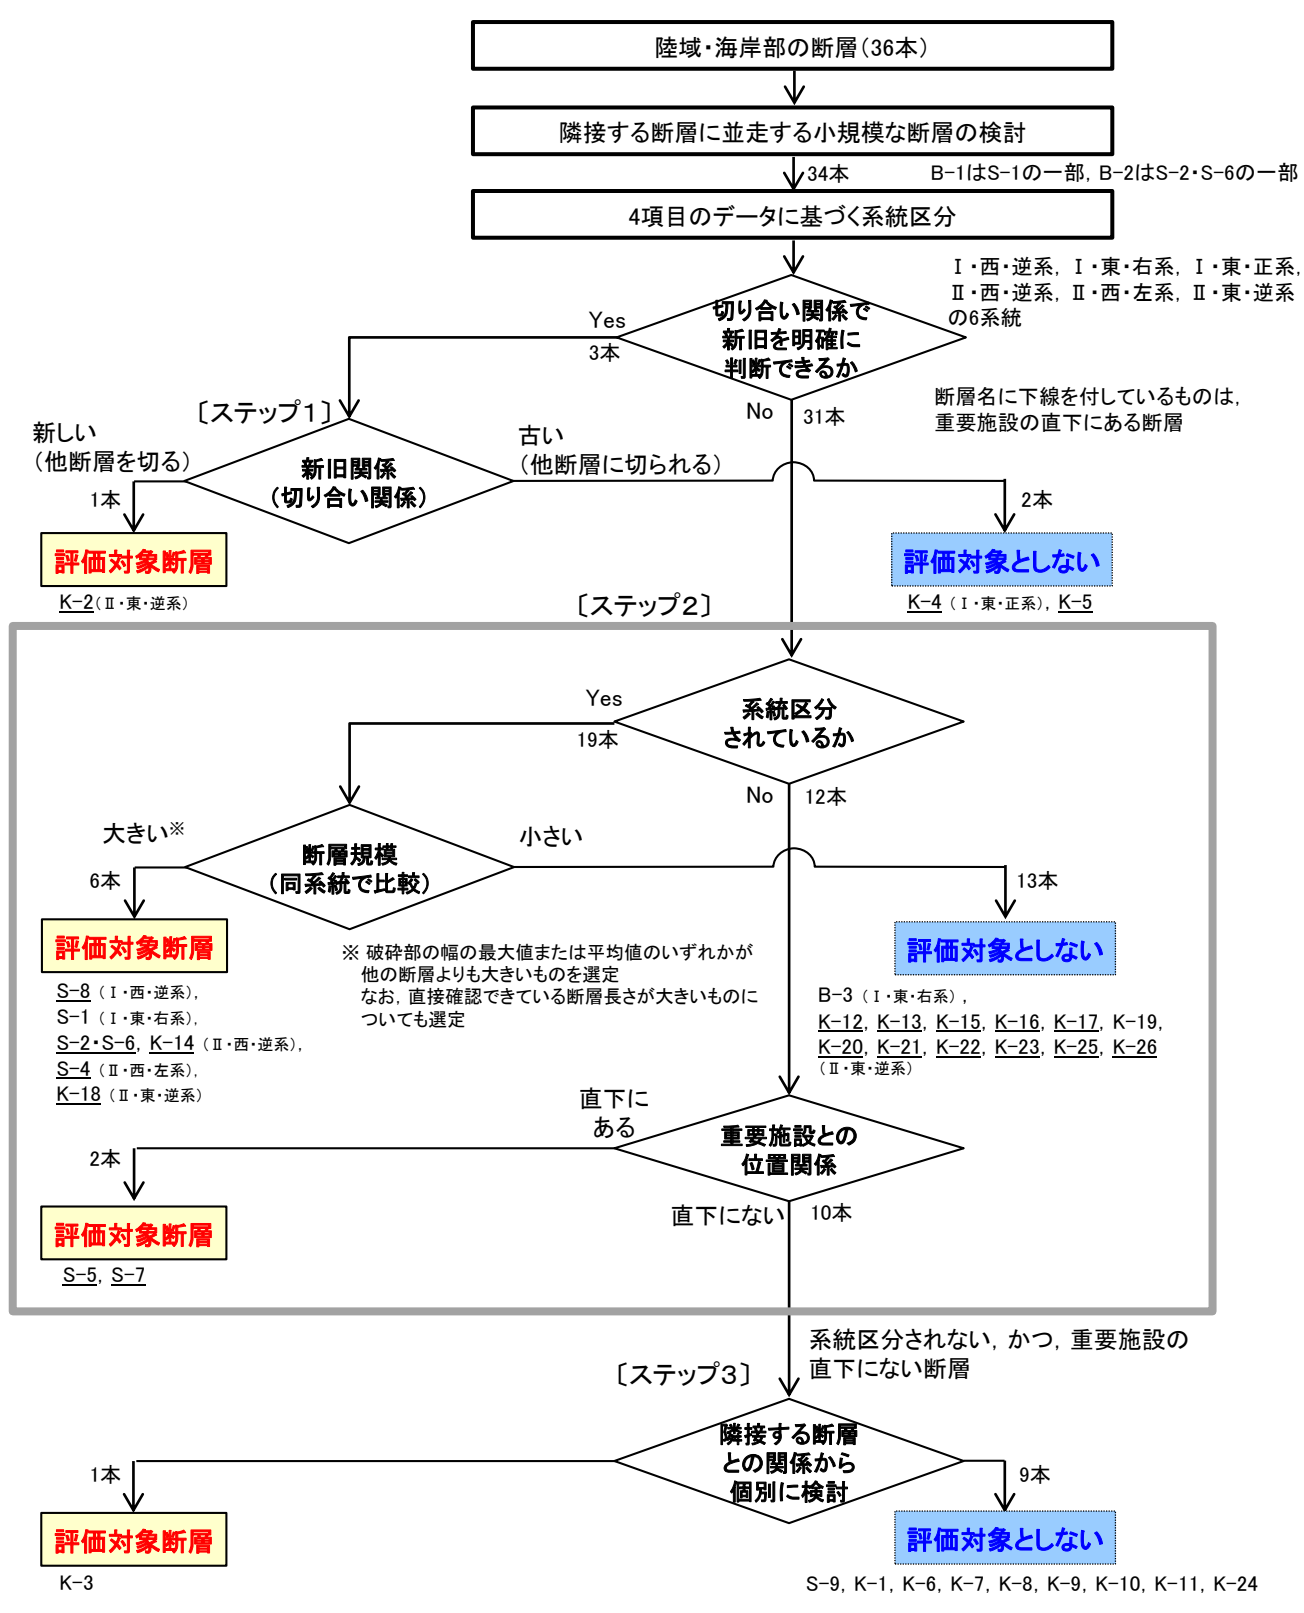 陸域・海岸部の断層（36本）
隣接する断層に並走する小規模な断層の検討
34本
B-1はS-1の一部，B-2はS-2・S-6の一部
4項目のデータに基づく系統区分
Ⅰ・西・逆系，Ⅰ・東・右系，Ⅰ・東・正系，
Ⅱ・西・逆系，Ⅱ・西・左系，Ⅱ・東・逆系
の6系統
切り合い関係で
新旧を明確に
判断できるか
Yes
3本
No
31本
断層名に下線を付しているものは，
重要施設の直下にある断層
〔ステップ１〕
新しい
（他断層を切る）
古い
（他断層に切られる）
新旧関係
（切り合い関係）
1本
2本
評価対象断層
K-2（Ⅱ・東・逆系）
評価対象としない
K-4（Ⅰ・東・正系），K-5
〔ステップ２〕
系統区分
されているか
Yes
19本
No
12本
大きい※
小さい
断層規模
（同系統で比較）
6本
13本
評価対象断層
S-8（Ⅰ・西・逆系），
S-1（Ⅰ・東・右系），
S-2・S-6，K-14（Ⅱ・西・逆系），
S-4（Ⅱ・西・左系），
K-18（Ⅱ・東・逆系）
※ 破砕部の幅の最大値または平均値のいずれかが
他の断層よりも大きいものを選定
なお，直接確認できている断層長さが大きいものに
ついても選定
評価対象としない
B-3（Ⅰ・東・右系），
K-12，K-13，K-15，K-16，K-17，K-19，
K-20，K-21，K-22，K-23，K-25，K-26
（Ⅱ・東・逆系）
直下に
ある
重要施設との
位置関係
2本
直下にない
10本
評価対象断層
S-5，S-7
系統区分されない，かつ，重要施設の
直下にない断層
〔ステップ３〕
隣接する断層
との関係から
個別に検討
1本
9本
評価対象断層
K-3
評価対象としない
S-9，K-1，K-6，K-7，K-8，K-9，K-10，K-11，K-24